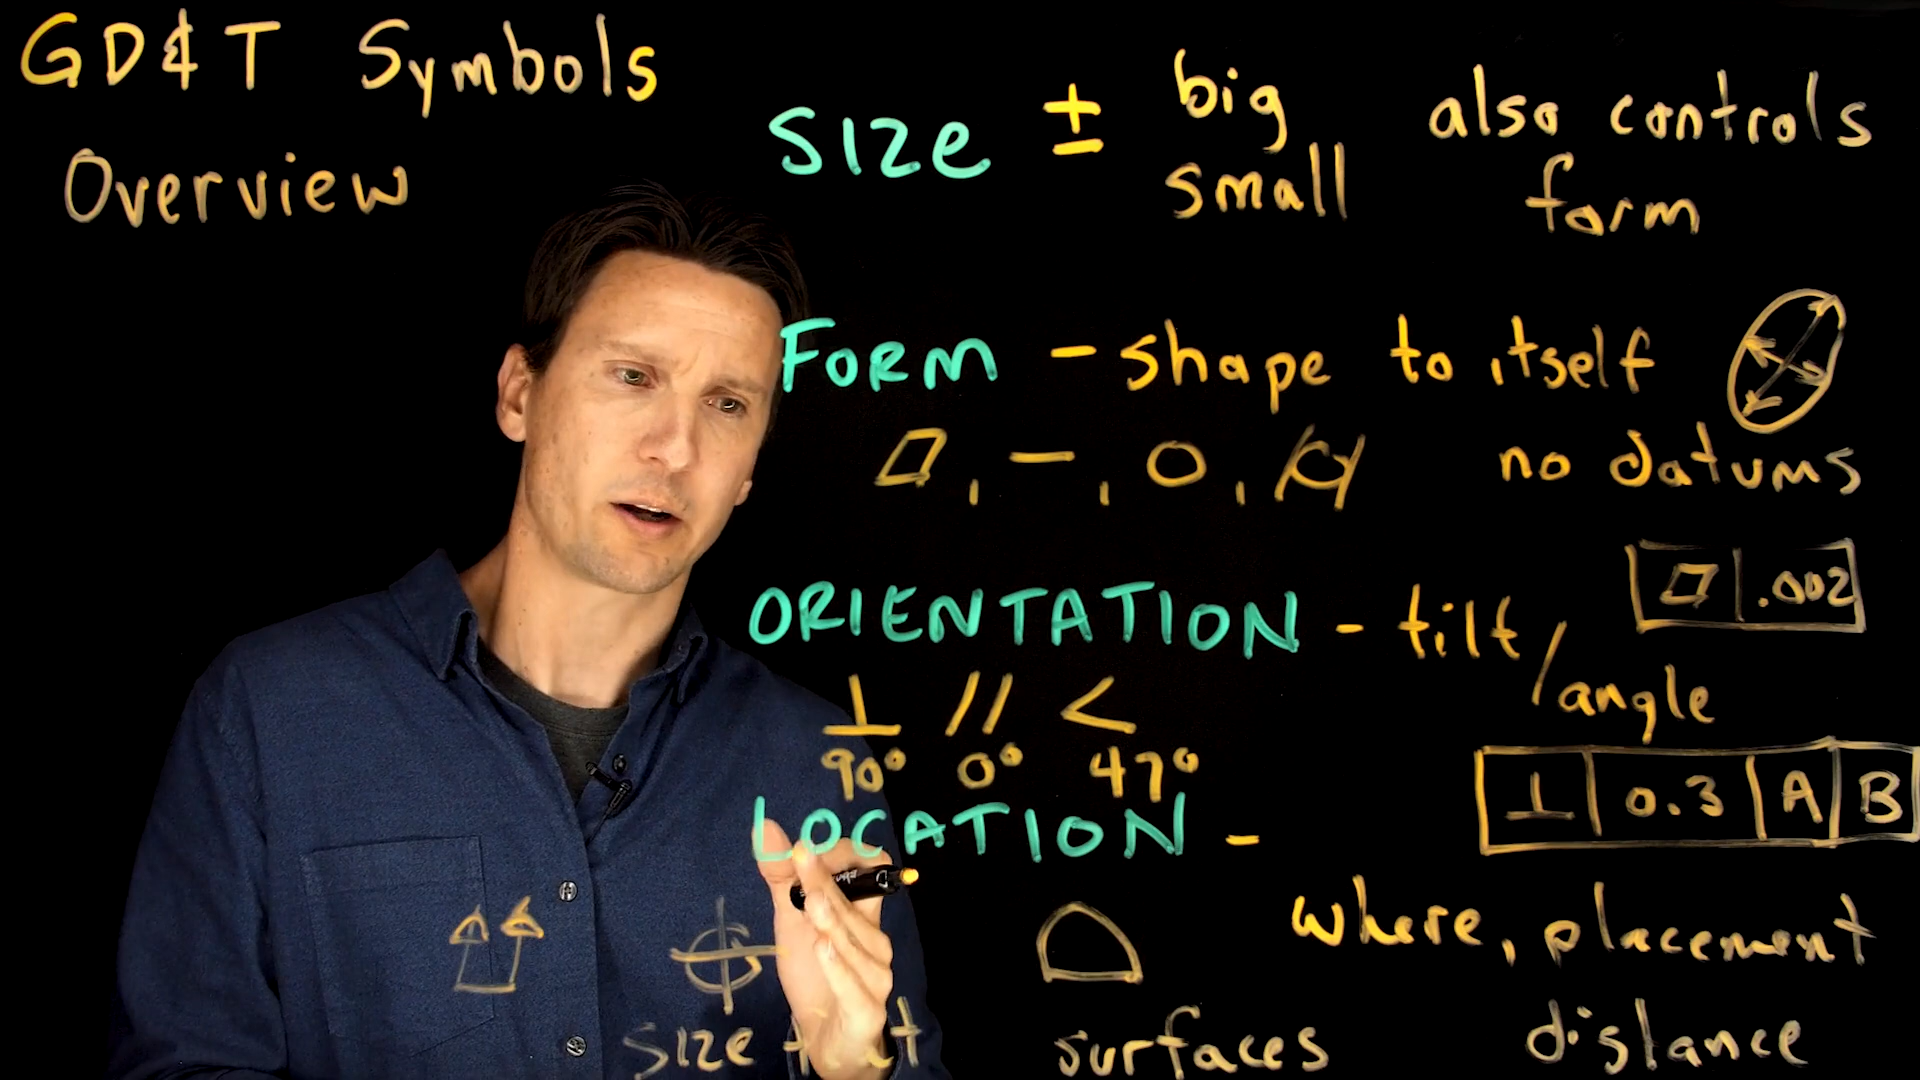 GD&T Symbols
Overview
SIZE ± big
small
also controls
form
FORM - shape to itself
no datums
.002
ORIENTATION - tilt/
angle
90° 0° 47°
⊥ 0.3 A B
LOCATION -
where, placement
distance
SIZE
surfaces